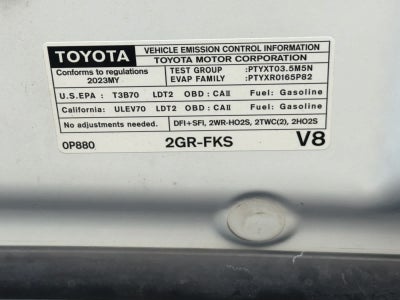 TOYOTA VEHICLE EMISSION CONTROL INFORMATION
TOYOTA MOTOR CORPORATION
Conforms to regulations TEST GROUP :PTYXT03.5M5N
2023MY EVAP FAMILY :PTYXR0165P82
U.S.EPA : T3B70 LDT2 OBD : CAII Fuel: Gasoline
California: ULEV70 LDT2 OBD : CAII Fuel: Gasoline
No adjustments needed. DFI+SFI, 2WR-HO2S, 2TWC(2), 2HO2S
0P880 2GR-FKS V8